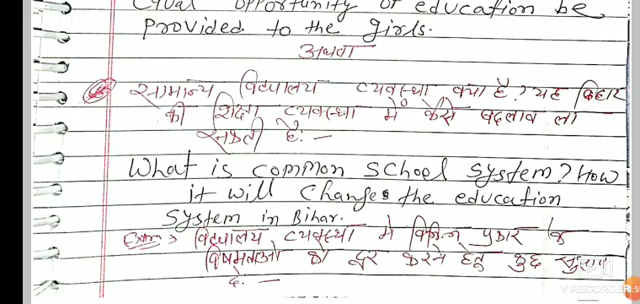 Equal opportunity of education be
provided to the girls.
अथवा
सामान्य विद्यालय व्यवस्था क्या है? यह बिहार
की शिक्षा व्यवस्था में कैसे बदलाव ला
सकती है :-
What is common school system? How
it will changes the education
system in Bihar.
विद्यालय व्यवस्था मे विभिन्न प्रकार
विषमताओ को दूर करने हेतु कुछ सुझाव
दे. -
RECORDER